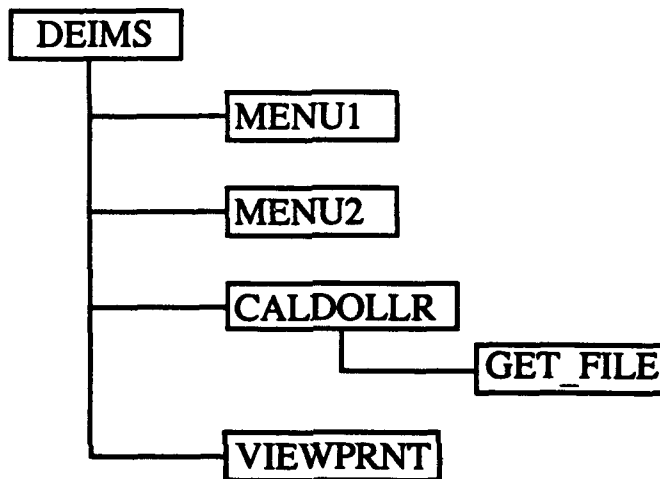 DEIMS
MENU1
MENU2
CALDOLLR
GET_FILE
VIEWPRNT